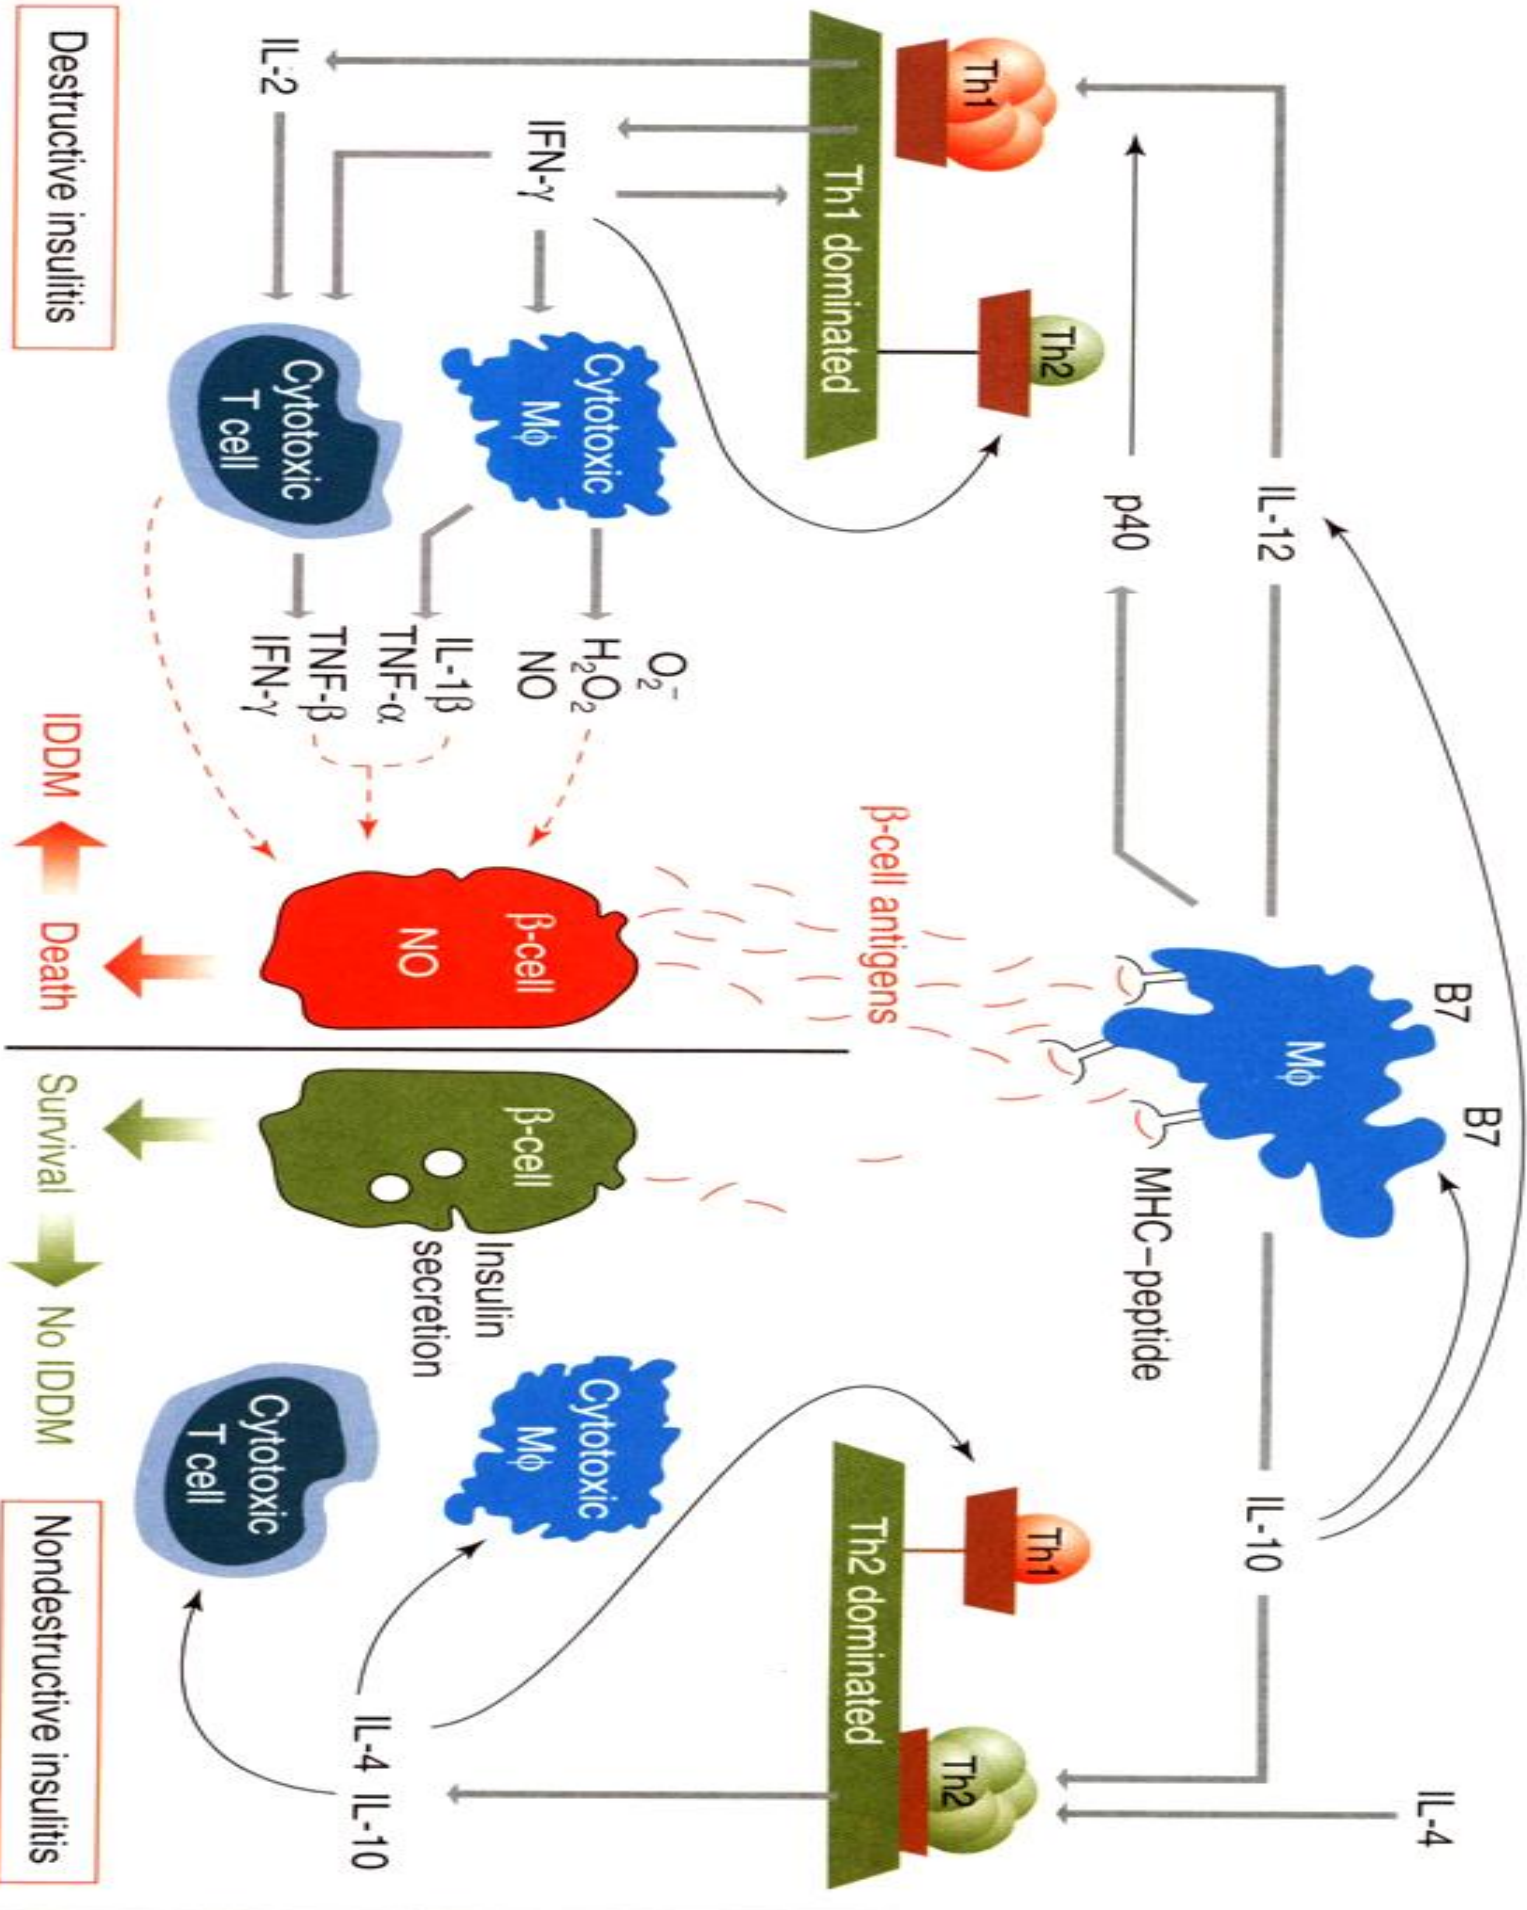 B7
B7
Mφ
IL-12
IL-10
IL-4
p40
MHC–peptide
Th1
Th2
Th1
Th2
β-cell antigens
Th1 dominated
Th2 dominated
IFN-γ
IL-2
Cytotoxic
Mφ
Cytotoxic
T cell
O₂⁻
H₂O₂
NO
IL-1β
TNF-α
TNF-β
IFN-γ
β-cell
NO
β-cell
Insulin
secretion
Cytotoxic
Mφ
Cytotoxic
T cell
IL-4 IL-10
Destructive insulitis
IDDM
Death
Survival
No IDDM
Nondestructive insulitis